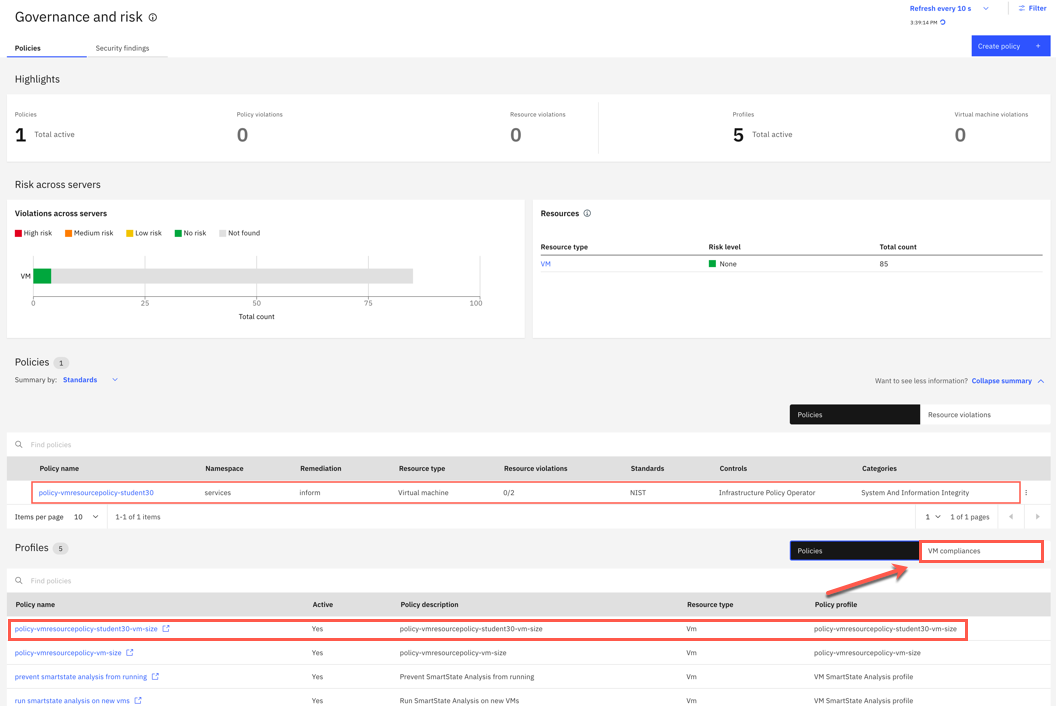 Governance and risk
Refresh every 10 s
Filter
3:39:14 PM
Policies
Security findings
Create policy +
Highlights
Policies
Policy violations
Resource violations
Profiles
Virtual machine violations
1 Total active
0
0
5 Total active
0
Risk across servers
Violations across servers
High risk
Medium risk
Low risk
No risk
Not found
VM
0
25
50
75
100
Total count
Resources
Resource type
Risk level
Total count
VM
None
85
Policies 1
Summary by: Standards
Want to see less information? Collapse summary
Policies
Resource violations
Find policies
Policy name
Namespace
Remediation
Resource type
Resource violations
Standards
Controls
Categories
policy-vmresourcepolicy-student30
services
inform
Virtual machine
0/2
NIST
Infrastructure Policy Operator
System And Information Integrity
Items per page 10
1-1 of 1 items
1
1 of 1 pages
Profiles 5
Policies
VM compliances
Find policies
Policy name
Active
Policy description
Resource type
Policy profile
policy-vmresourcepolicy-student30-vm-size
Yes
policy-vmresourcepolicy-student30-vm-size
Vm
policy-vmresourcepolicy-student30-vm-size
policy-vmresourcepolicy-vm-size
Yes
policy-vmresourcepolicy-vm-size
Vm
policy-vmresourcepolicy-vm-size
prevent smartstate analysis from running
Yes
Prevent SmartState Analysis from running
Vm
VM SmartState Analysis profile
run smartstate analysis on new vms
Yes
Run SmartState Analysis on new VMs
Vm
VM SmartState Analysis profile